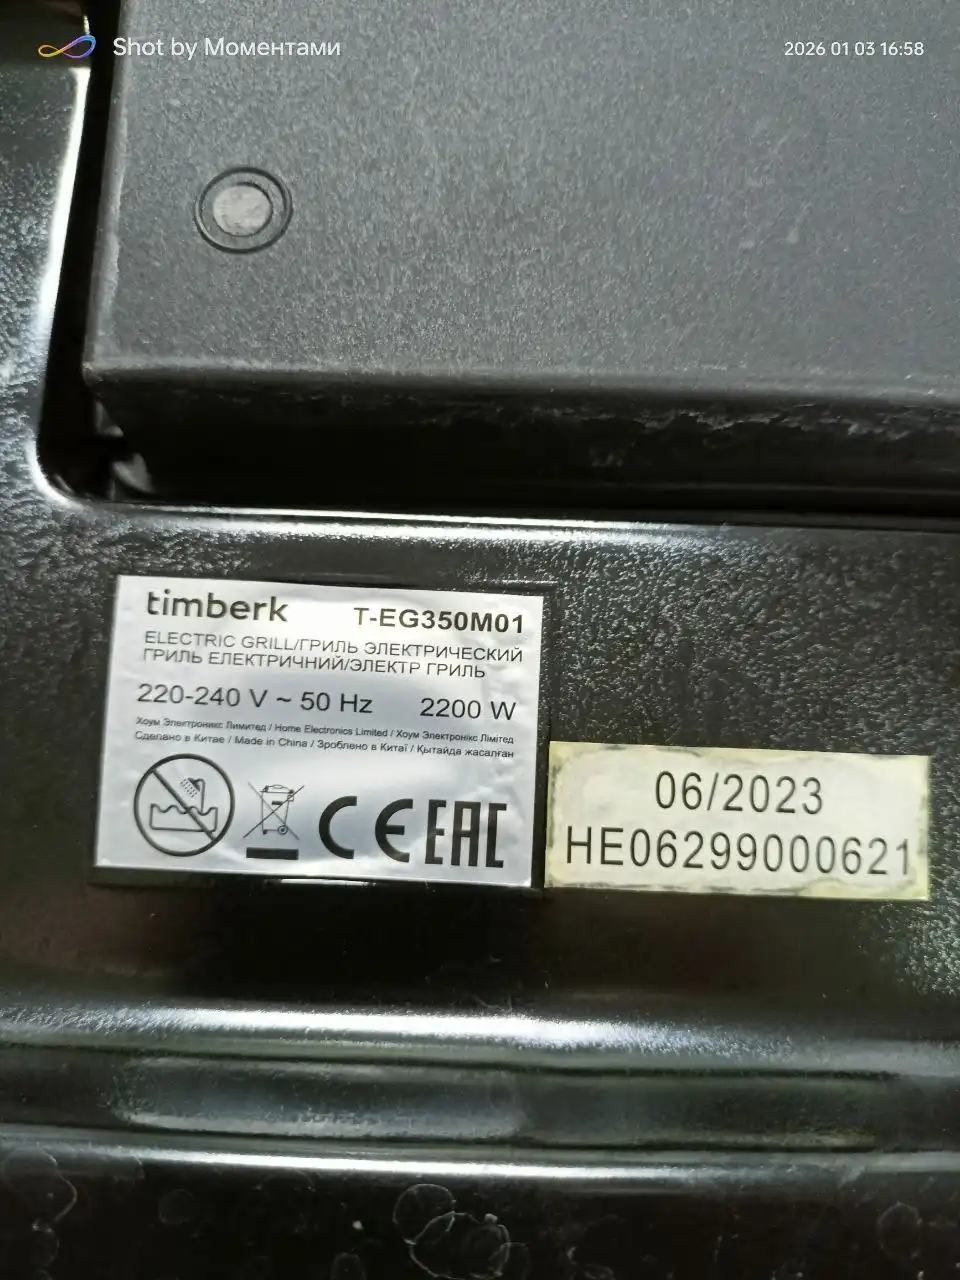 Shot by Моментами
2026 01 03 16:58
timberk T-EG350M01
ELECTRIC GRILL/ГРИЛЬ ЭЛЕКТРИЧЕСКИЙ
ГРИЛЬ ЕЛЕКТРИЧНИЙ/ЭЛЕКТР ГРИЛЬ
220-240 V ~ 50 Hz 2200 W
Хоум Электроникс Лимитед / Home Electronics Limited / Хоум Электронікс Лімітед
Сделано в Китае / Made in China / Зроблено в Китаї / Қытайда жасалған
CE EAC
06/2023
HE06299000621